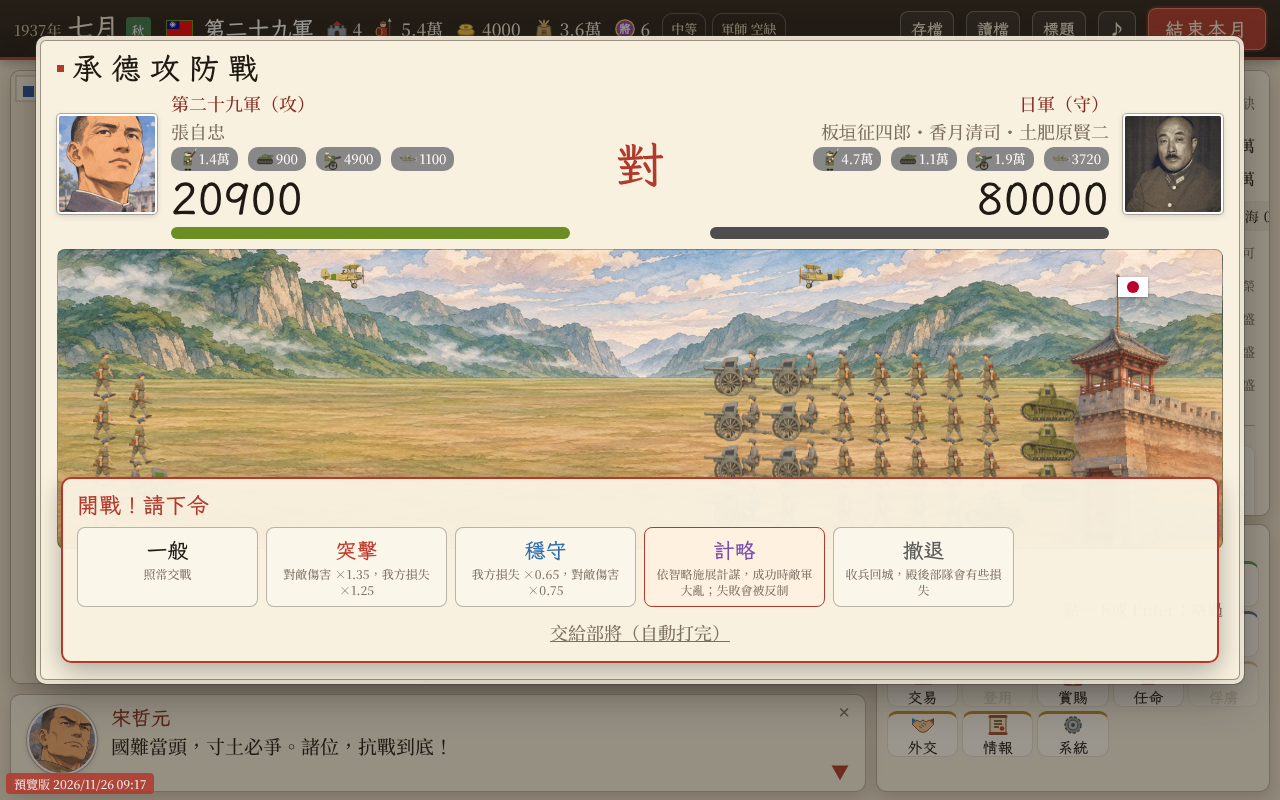 1937年 七月 秋 第二十九軍 4 5.4萬 4000 3.6萬 將 6 中等 軍師 空缺 存檔 讀檔 標題 ♪ 結束本月
承德攻防戰
第二十九軍（攻）
張自忠
1.4萬 900 4900 1100
20900
對
日軍（守）
板垣征四郎・香月清司・土肥原賢二
4.7萬 1.1萬 1.9萬 3720
80000
開戰！請下令
一般
照常交戰
突擊
對敵傷害 ×1.35，我方損失
×1.25
穩守
我方損失 ×0.65，對敵傷害
×0.75
計略
依智略施展計謀，成功時敵軍
大亂；失敗會被反制
撤退
收兵回城，殿後部隊會有些損
失
交給部將（自動打完）
宋哲元
國難當頭，寸土必爭。諸位，抗戰到底！
×
▼
交易 登用 賞賜 任命 俘虜
外交 情報 系統
預覽版 2026/11/26 09:17